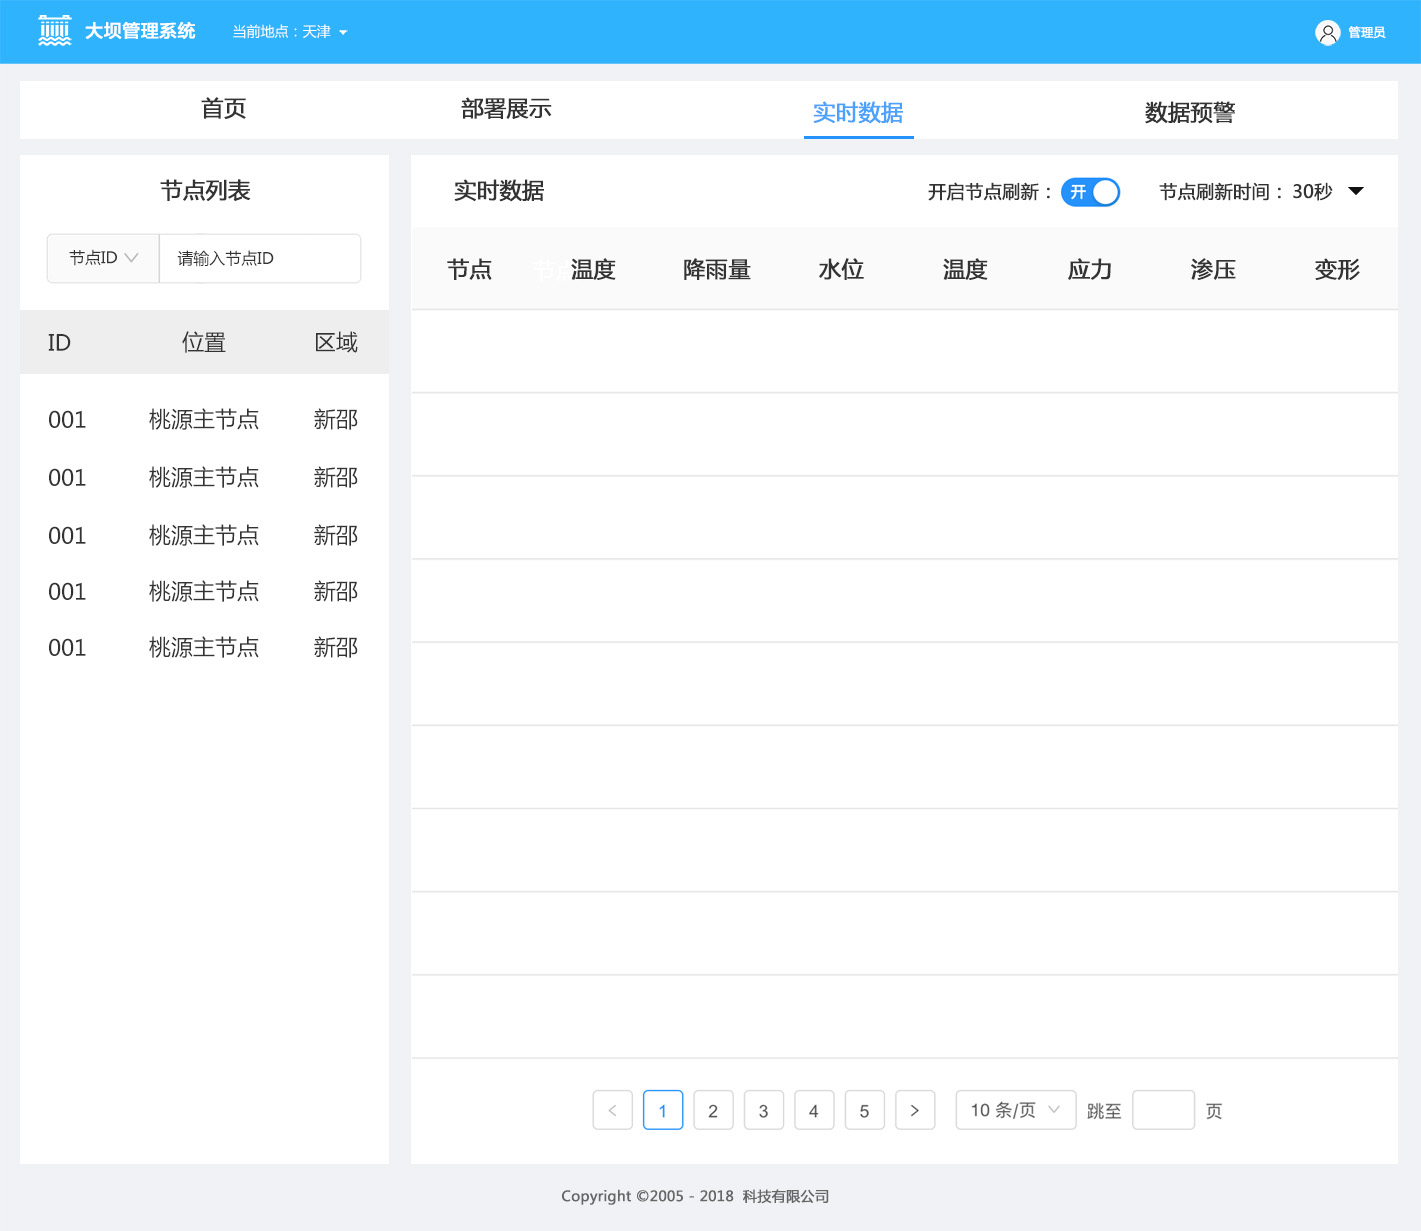 大坝管理系统 当前地点：天津 管理员
首页 部署展示 实时数据 数据预警
节点列表
节点ID 请输入节点ID
ID 位置 区域
001 桃源主节点 新邵
001 桃源主节点 新邵
001 桃源主节点 新邵
001 桃源主节点 新邵
001 桃源主节点 新邵
实时数据 开启节点刷新： 开 节点刷新时间：30秒
节点 节点 温度 降雨量 水位 温度 应力 渗压 变形
< 1 2 3 4 5 > 10 条/页 跳至 页
Copyright ©2005 - 2018 科技有限公司